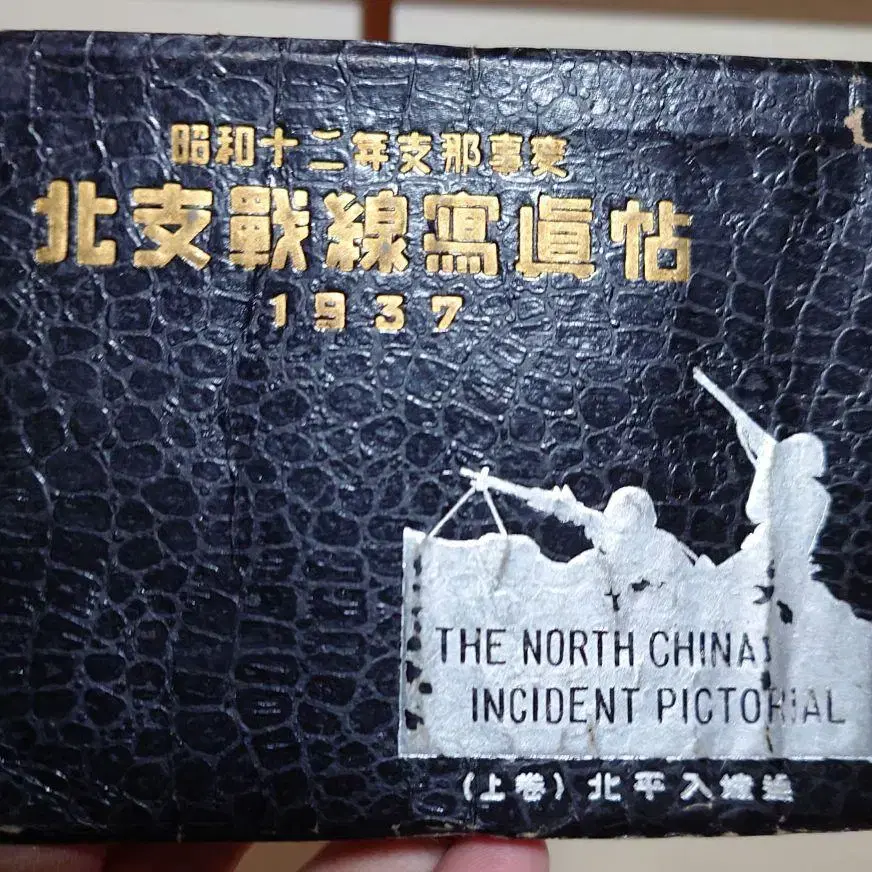 昭和十二年支那事変
北支戰線寫眞帖
1937
THE NORTH CHINA
INCIDENT PICTORIAL
(上卷) 北平入城迄